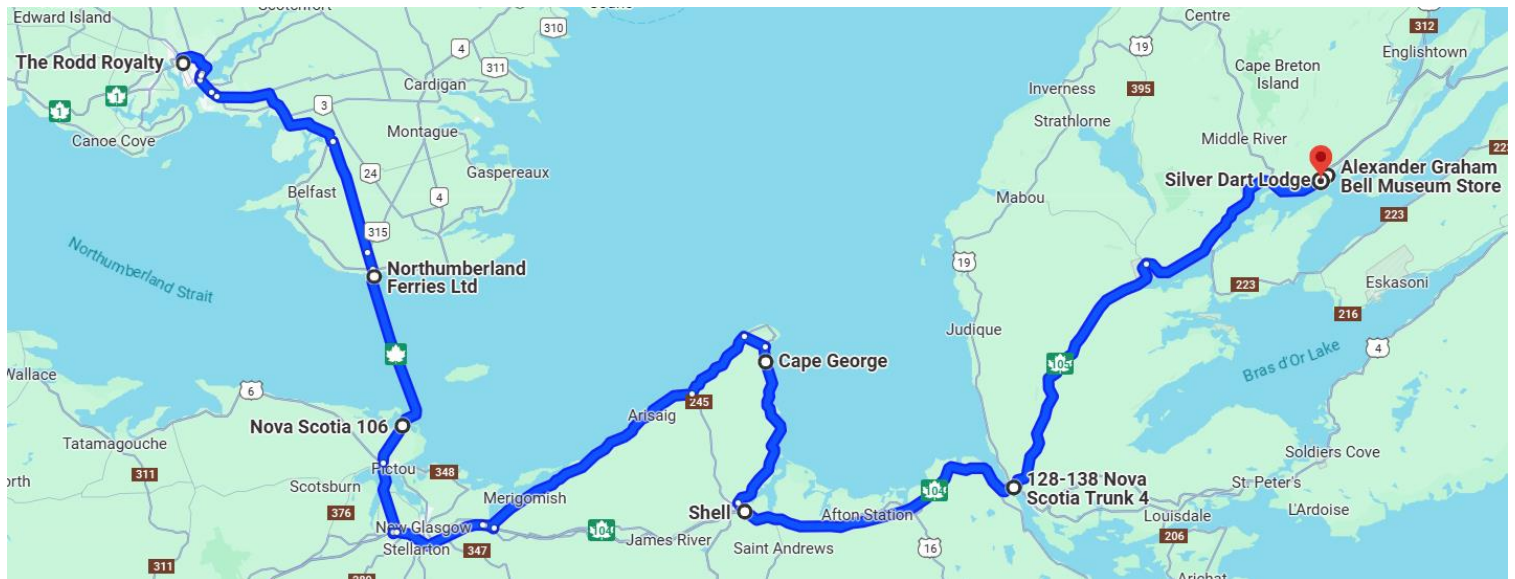 Edward Island
310
Centre
312
The Rodd Royalty
4
311
19
Englishtown
Cape Breton
Island
Cardigan
Inverness
395
1
1
3
Strathlorne
Montague
Middle River
Canoe Cove
24
Gaspereaux
Alexander Graham
Bell Museum Store
Silver Dart Lodge
Belfast
4
Mabou
223
315
Northumberland Strait
Northumberland
Ferries Ltd
19
223
Eskasoni
216
Judique
4
Bras d'Or Lake
Wallace
Cape George
105
6
245
Arisaig
Nova Scotia 106
Tatamagouche
Soldiers Cove
311
Pictou
348
128-138 Nova
Scotia Trunk 4
St. Peter's
Scotsburn
Merigomish
104
L'Ardoise
376
Shell
Afton Station
Louisdale
New Glasgow
104
James River
206
Stellarton
347
Saint Andrews
16
311